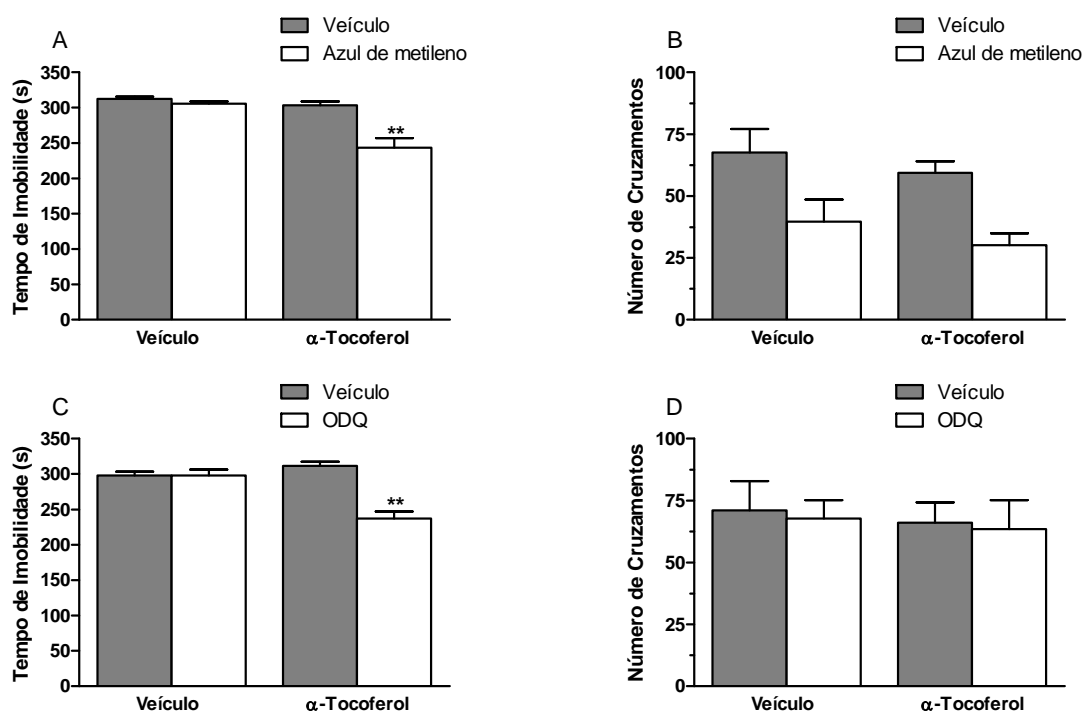 A
Veículo
Azul de metileno
Tempo de Imobilidade (s)
350
300
250
200
150
100
50
0
**
Veículo
α-Tocoferol
B
Veículo
Azul de metileno
Número de Cruzamentos
100
75
50
25
0
Veículo
α-Tocoferol
C
Veículo
ODQ
Tempo de Imobilidade (s)
350
300
250
200
150
100
50
0
**
Veículo
α-Tocoferol
D
Veículo
ODQ
Número de Cruzamentos
100
75
50
25
0
Veículo
α-Tocoferol